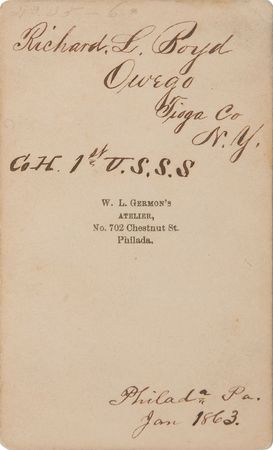 Richard. L. Boyd
Owego
Tioga Co
N. Y.
Co H. 1st U. S. S. S
W. L. GERMON'S
ATELIER,
No. 702 Chestnut St.
Philada.
Philada Pa.
Jan 1863.